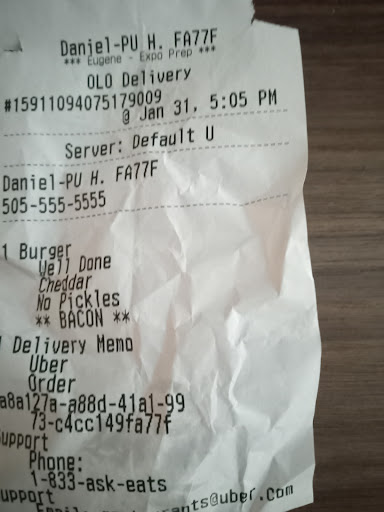 Daniel-PU H. FA77F
*** Eugene - Expo Prep ***
OLO Delivery
#15911094075179009
@ Jan 31, 5:05 PM
Server: Default U
Daniel-PU H. FA77F
505-555-5555
1 Burger
Well Done
Cheddar
No Pickles
** BACON **
Delivery Memo
Uber
Order
a8a127a-a88d-41a1-99
73-c4cc149fa77f
upport
Phone:
1-833-ask-eats
upport
rants@uber.com